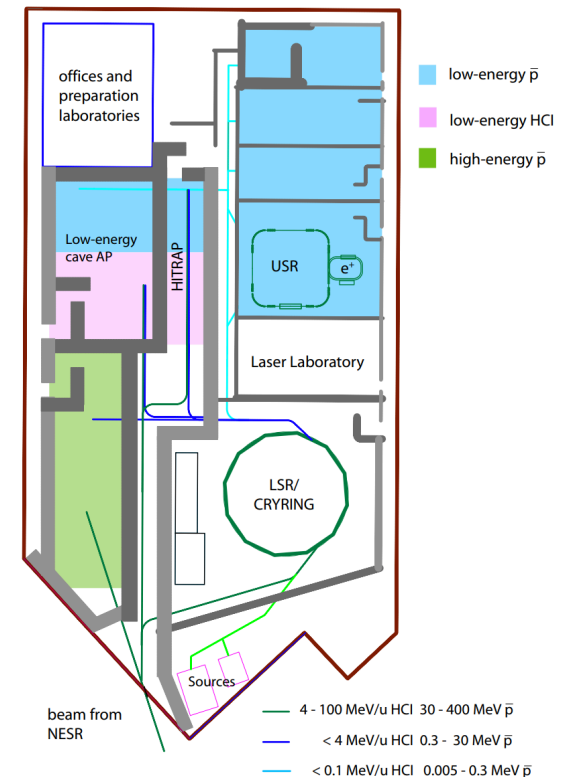 offices and
preparation
laboratories
low-energy p̅
low-energy HCI
high-energy p̅
Low-energy
cave AP
HITRAP
USR
e⁺
Laser Laboratory
LSR/
CRYRING
Sources
beam from
NESR
4 - 100 MeV/u HCI 30 - 400 MeV p̅
< 4 MeV/u HCI 0.3 - 30 MeV p̅
< 0.1 MeV/u HCI 0.005 - 0.3 MeV p̅